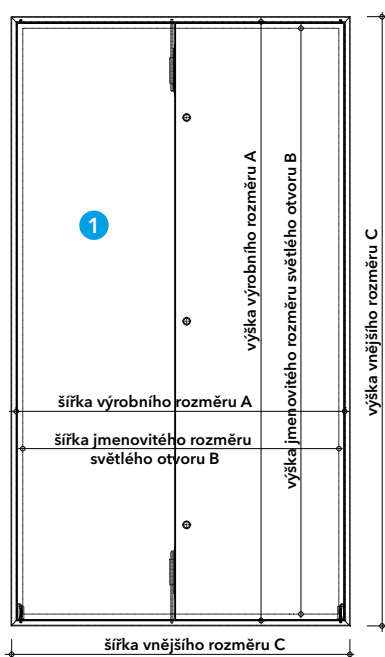 1
výška výrobního rozměru A
výška jmenovitého rozměru světlého otvoru B
výška vnějšího rozměru C
šířka výrobního rozměru A
šířka jmenovitého rozměru
světlého otvoru B
šířka vnějšího rozměru C